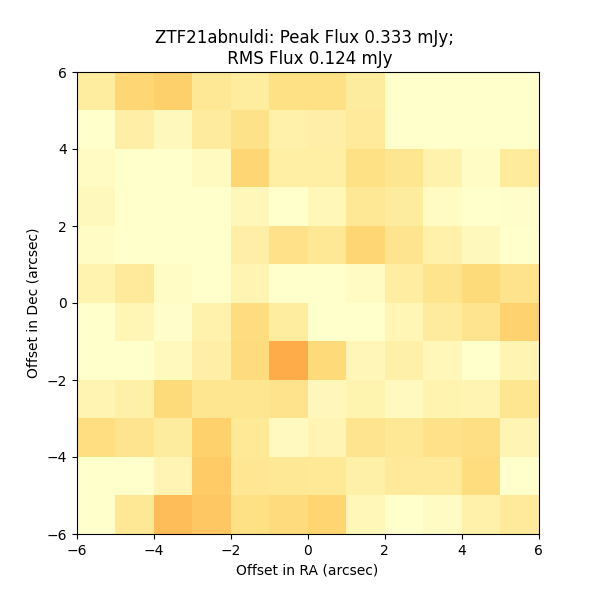 ZTF21abnuldi: Peak Flux 0.333 mJy;
RMS Flux 0.124 mJy
6
4
2
0
−2
−4
−6
Offset in Dec (arcsec)
−6 −4 −2 0 2 4 6
Offset in RA (arcsec)